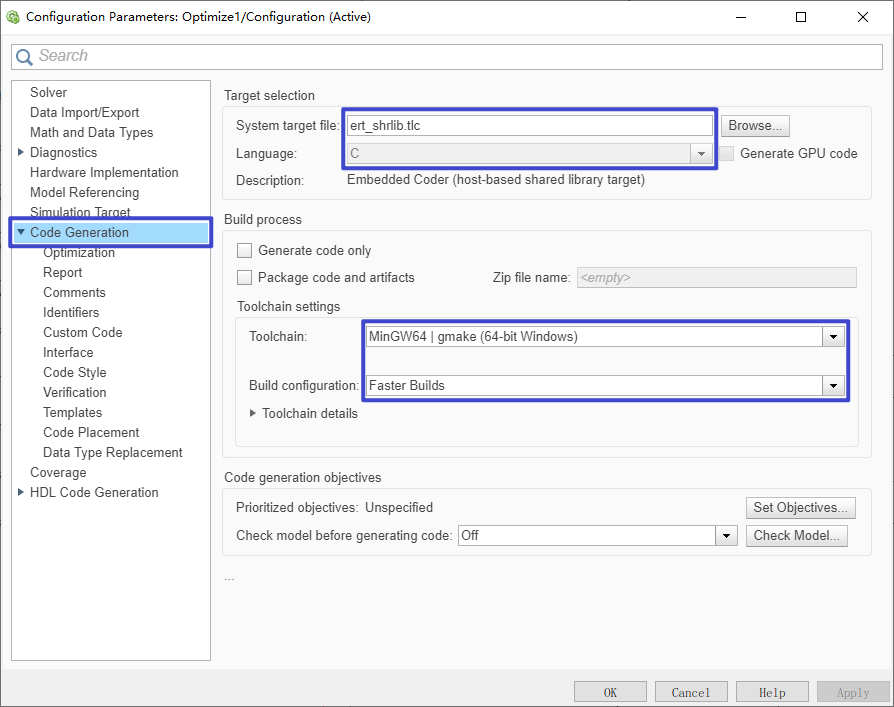 Configuration Parameters: Optimize1/Configuration (Active)
Search
Solver
Data Import/Export
Math and Data Types
Diagnostics
Hardware Implementation
Model Referencing
Simulation Target
Code Generation
Optimization
Report
Comments
Identifiers
Custom Code
Interface
Code Style
Verification
Templates
Code Placement
Data Type Replacement
Coverage
HDL Code Generation
Target selection
System target file: ert_shrlib.tlc Browse...
Language: C Generate GPU code
Description: Embedded Coder (host-based shared library target)
Build process
Generate code only
Package code and artifacts Zip file name: <empty>
Toolchain settings
Toolchain: MinGW64 | gmake (64-bit Windows)
Build configuration: Faster Builds
Toolchain details
Code generation objectives
Prioritized objectives: Unspecified Set Objectives...
Check model before generating code: Off Check Model...
...
OK Cancel Help Apply